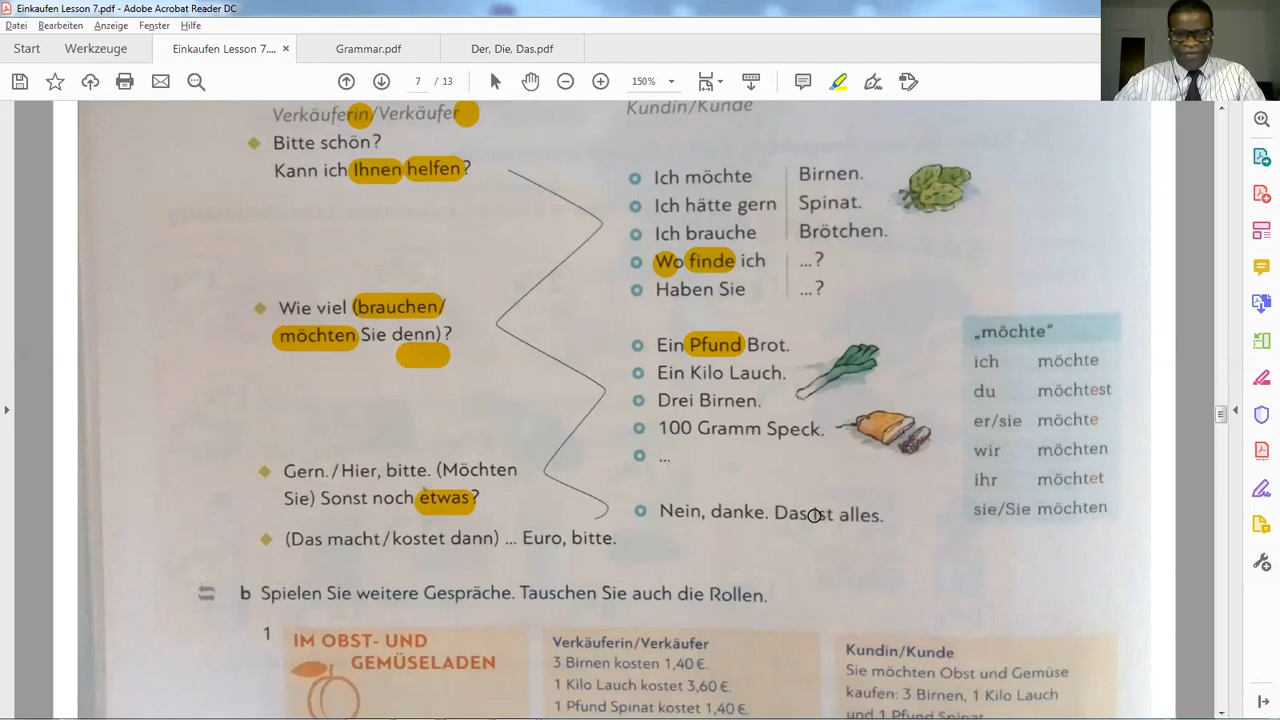 Einkaufen Lesson 7.pdf - Adobe Acrobat Reader DC
Datei Bearbeiten Anzeige Fenster Hilfe
Start Werkzeuge Einkaufen Lesson 7.... × Grammar.pdf Der, Die, Das.pdf
7 / 13 150%
Verkäuferin/Verkäufer
Bitte schön?
Kann ich Ihnen helfen?
Wie viel (brauchen/
möchten Sie denn)?
Gern./Hier, bitte. (Möchten
Sie) Sonst noch etwas?
(Das macht/kostet dann) ... Euro, bitte.
Kundin/Kunde
Ich möchte Birnen.
Ich hätte gern Spinat.
Ich brauche Brötchen.
Wo finde ich ...?
Haben Sie ...?
Ein Pfund Brot.
Ein Kilo Lauch.
Drei Birnen.
100 Gramm Speck.
...
Nein, danke. Das ist alles.
„möchte"
ich möchte
du möchtest
er/sie möchte
wir möchten
ihr möchtet
sie/Sie möchten
b Spielen Sie weitere Gespräche. Tauschen Sie auch die Rollen.
1
IM OBST- UND
GEMÜSELADEN
Verkäuferin/Verkäufer
3 Birnen kosten 1,40 €.
1 Kilo Lauch kostet 3,60 €.
1 Pfund Spinat kostet 1,40 €.
Kundin/Kunde
Sie möchten Obst und Gemüse
kaufen: 3 Birnen, 1 Kilo Lauch
und 1 Pfund Spinat.